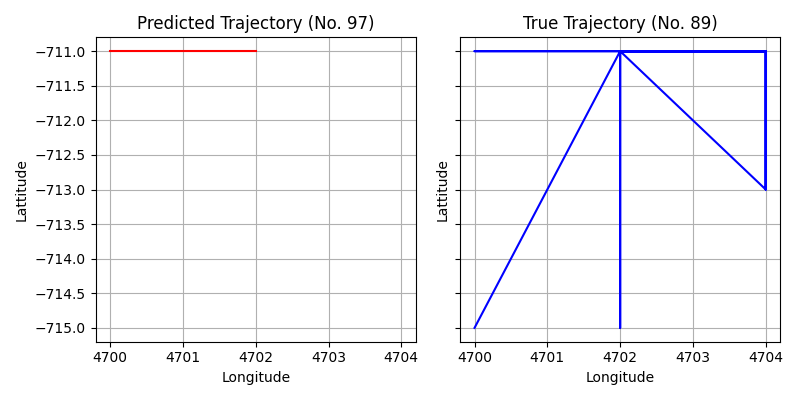 Predicted Trajectory (No. 97)
−711.0
−711.5
−712.0
−712.5
−713.0
−713.5
−714.0
−714.5
−715.0
Lattitude
4700 4701 4702 4703 4704
Longitude
True Trajectory (No. 89)
Lattitude
4700 4701 4702 4703 4704
Longitude